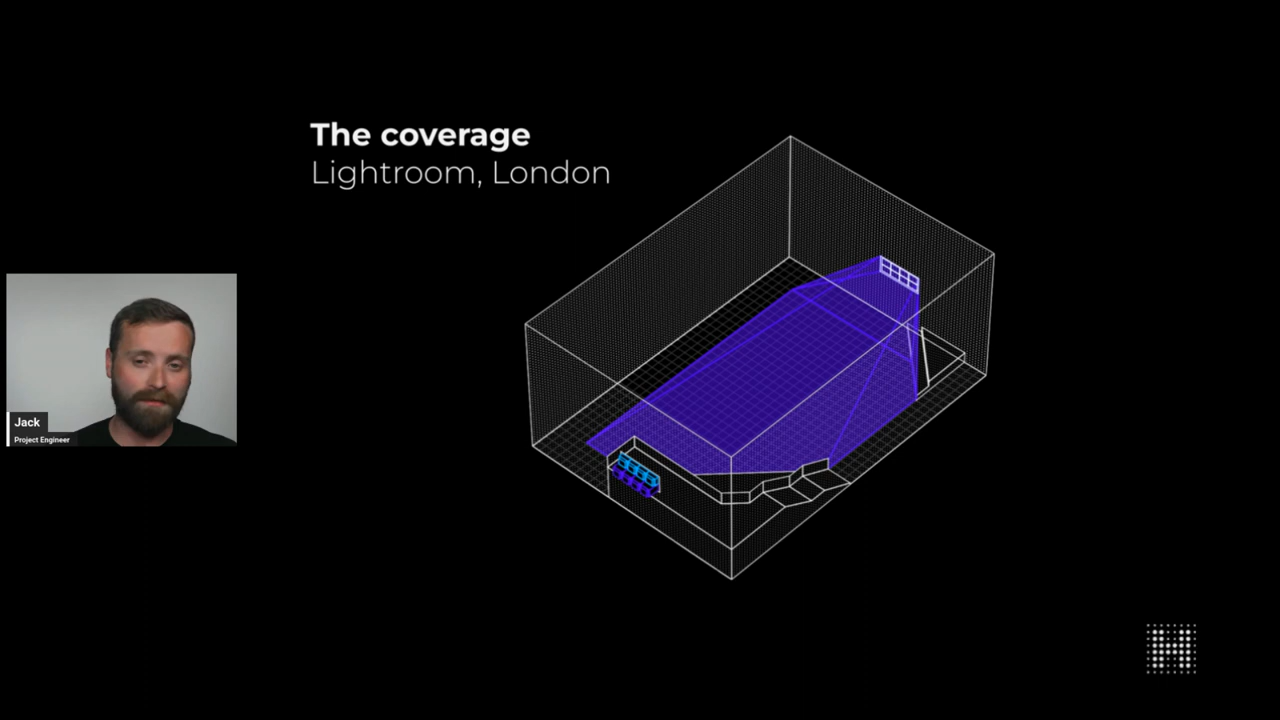 The coverage
Lightroom, London
Jack
Project Engineer
H